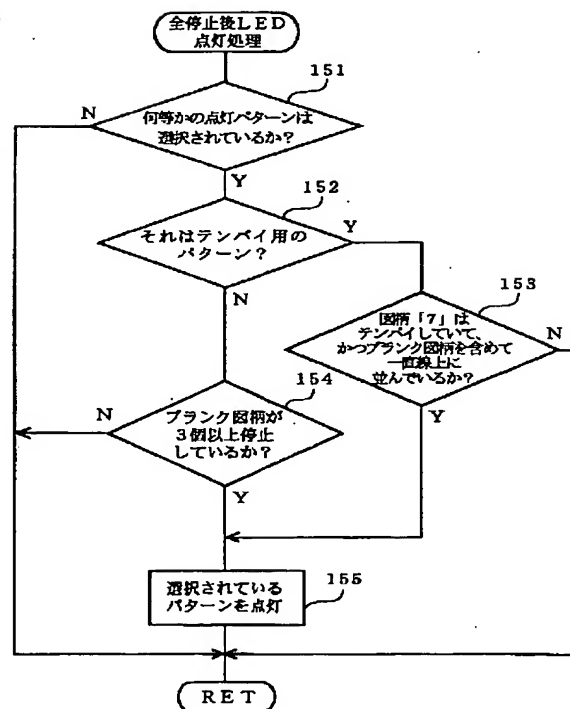 全停止後LED
点灯処理
151
N
何等かの点灯パターンは
選択されているか?
Y
152
Y
それはテンパイ用の
パターン?
N
153
図柄「7」は
テンパイしていて、
かつブランク図柄を含めて
一直線上に
並んでいるか?
N
Y
154
N
ブランク図柄が
3個以上停止
しているか?
Y
155
選択されている
パターンを点灯
RET